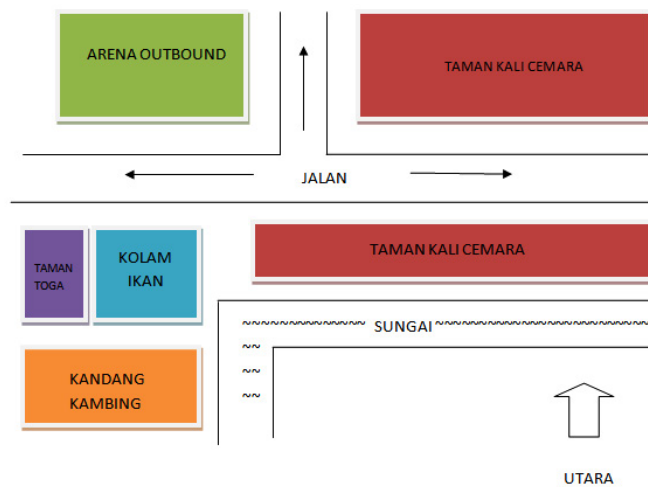 ARENA OUTBOUND
TAMAN KALI CEMARA
JALAN
TAMAN
TOGA
KOLAM
IKAN
TAMAN KALI CEMARA
~~~~~~~~~~~~~ SUNGAI~~~~~~~~~~~~~~~~~~~~~~~
~~
~~
~~
KANDANG
KAMBING
UTARA